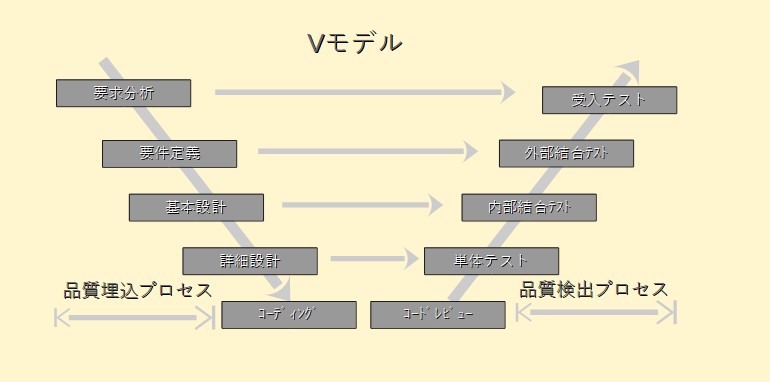 Vモデル
要求分析
受入テスト
要件定義
外部結合ﾃｽﾄ
基本設計
内部結合ﾃｽﾄ
詳細設計
単体テスト
品質埋込プロセス
品質検出プロセス
ｺｰﾃﾞｨﾝｸﾞ
ｺｰﾄﾞﾚﾋﾞｭｰ